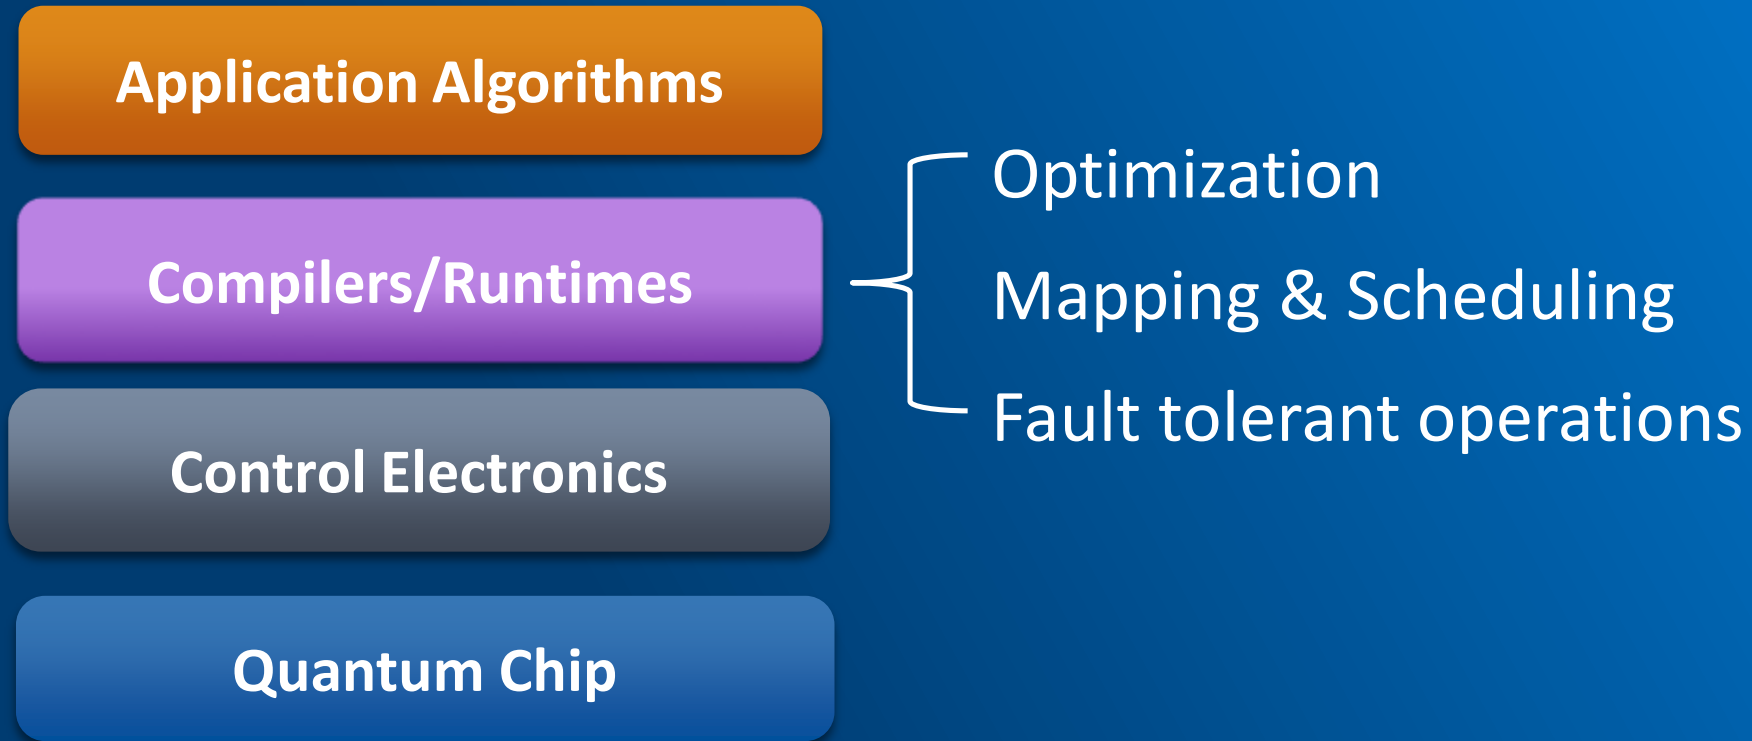 Application Algorithms
Compilers/Runtimes
Optimization
Mapping & Scheduling
Fault tolerant operations
Control Electronics
Quantum Chip